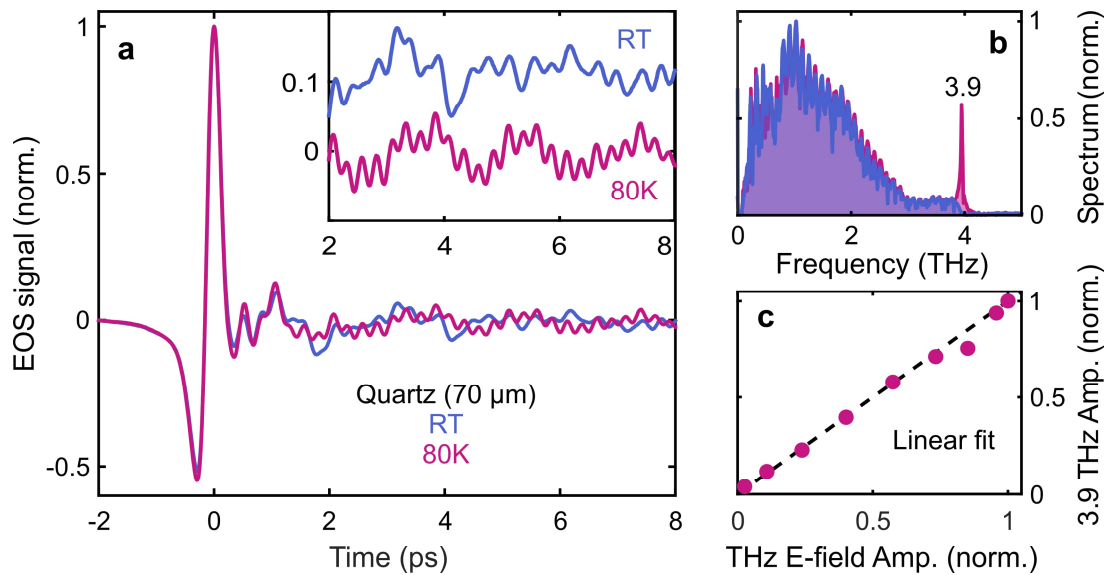 a
EOS signal (norm.)
1
0.5
0
-0.5
-2 0 2 4 6 8
Time (ps)
Quartz (70 µm)
RT
80K
0.1
0
RT
80K
2 4 6 8
b
3.9
Spectrum (norm.)
1
0.5
0
0 2 4
Frequency (THz)
c
Linear fit
3.9 THz Amp. (norm.)
1
0.5
0
0 0.5 1
THz E-field Amp. (norm.)